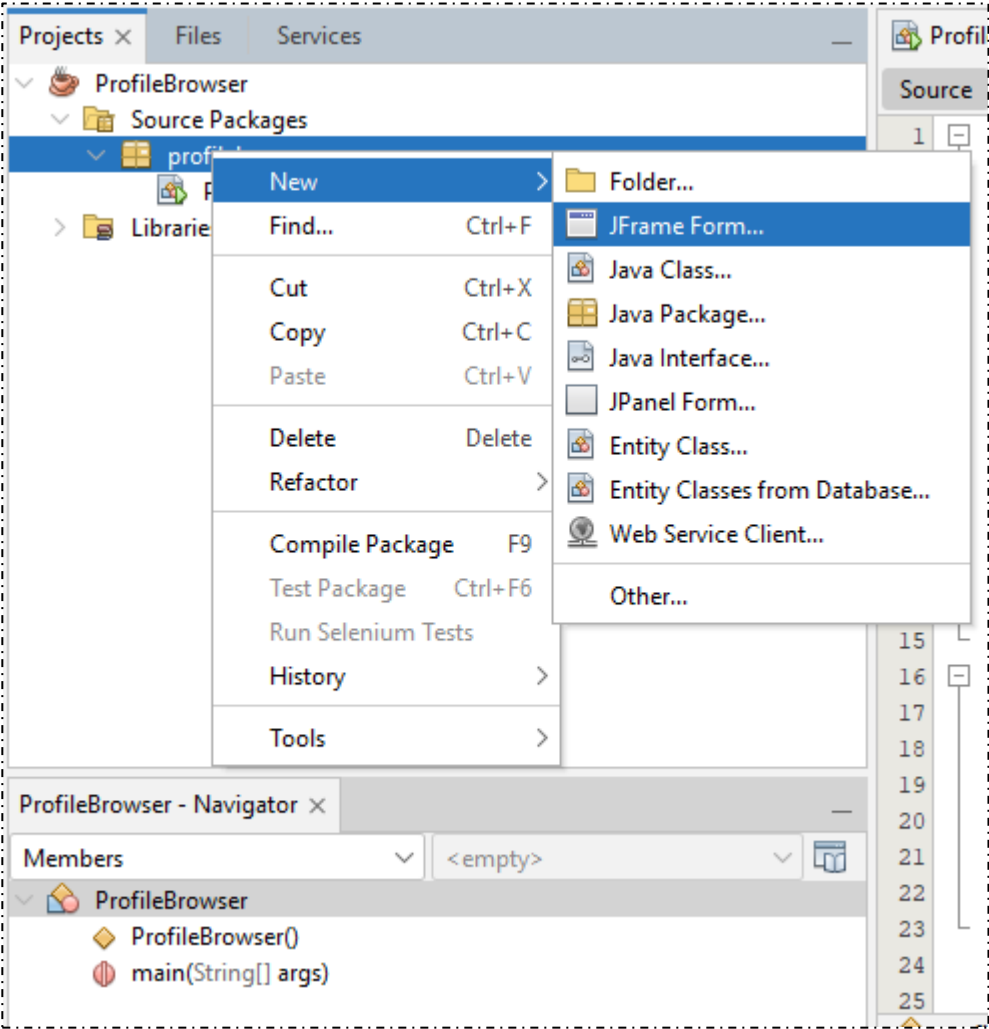 Projects Files Services
ProfileBrowser
Source Packages
New
Find... Ctrl+F
Cut Ctrl+X
Copy Ctrl+C
Paste Ctrl+V
Delete Delete
Refactor
Compile Package F9
Test Package Ctrl+F6
Run Selenium Tests
History
Tools
Folder...
JFrame Form...
Java Class...
Java Package...
Java Interface...
JPanel Form...
Entity Class...
Entity Classes from Database...
Web Service Client...
Other...
Source
1
15
16
17
18
19
20
21
22
23
24
25
ProfileBrowser - Navigator
Members <empty>
ProfileBrowser
ProfileBrowser()
main(String[] args)